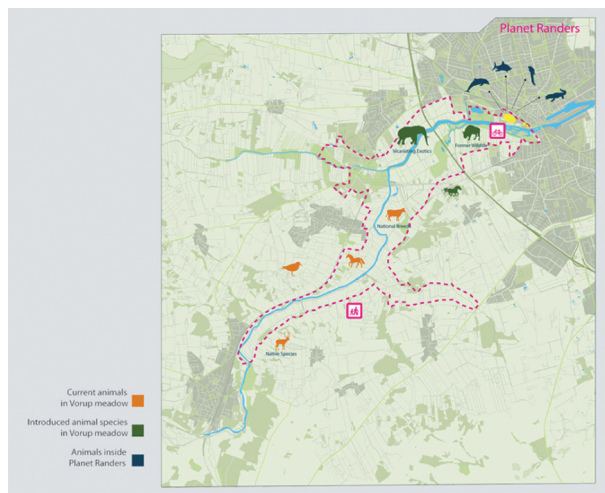 Planet Randers
Vicariating Exotics
Former Wildlife
National Breeds
Native Species
Current animals
in Vorup meadow
Introduced animal species
in Vorup meadow
Animals inside
Planet Randers